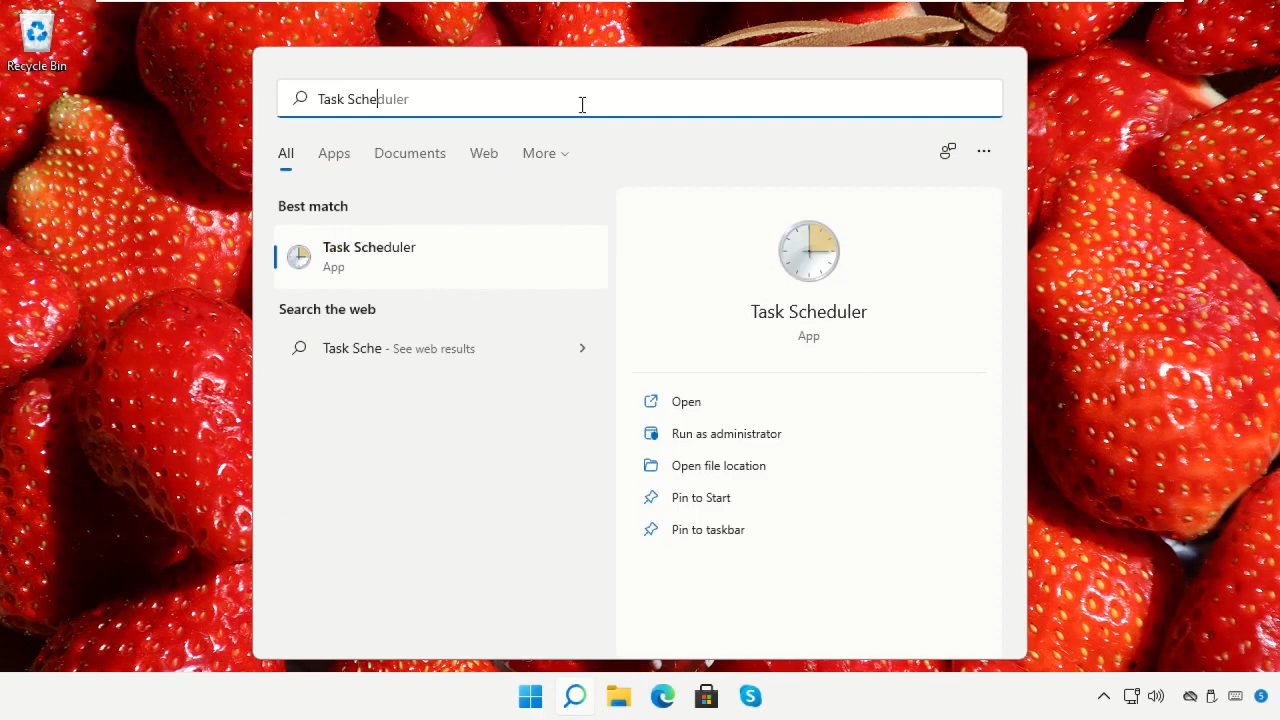 Recycle Bin
Task Scheduler
All
Apps
Documents
Web
More
Best match
Task Scheduler
App
Search the web
Task Sche - See web results
Task Scheduler
App
Open
Run as administrator
Open file location
Pin to Start
Pin to taskbar
5